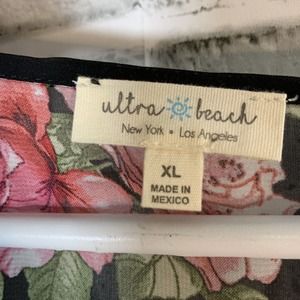 ultra beach
New York • Los Angeles
XL
MADE IN
MEXICO